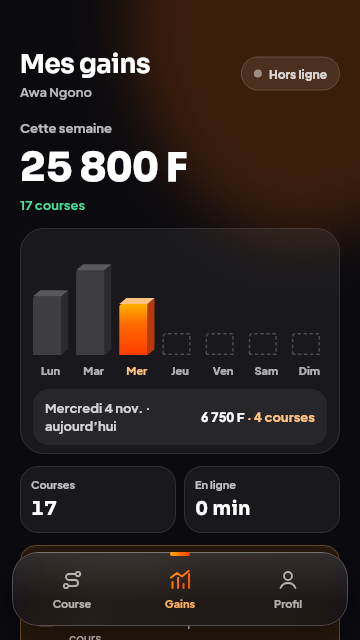 Mes gains
Hors ligne
Awa Ngono
Cette semaine
25 800 F
17 courses
Lun Mar Mer Jeu Ven Sam Dim
Mercredi 4 nov. ·
aujourd’hui
6 750 F · 4 courses
Courses
17
En ligne
0 min
Course Gains Profil
cours